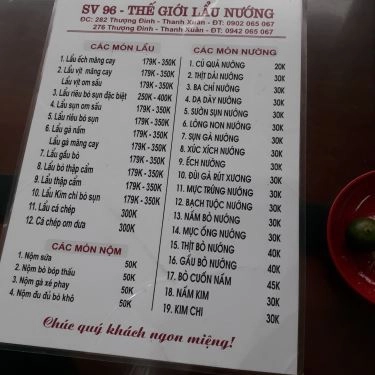 SV 96 - THẾ GIỚI LẨU NƯỚNG
ĐC: 282 Thượng Đình - Thanh Xuân - ĐT: 0902 065 067
276 Thượng Đình - Thanh Xuân - ĐT: 0942 065 067
CÁC MÓN LẨU
1. Lẩu ếch măng cay 179K - 350K
Lẩu vịt măng cay 179K - 350K
2. Lẩu vịt om sấu
3. Lẩu riêu bò sụn đặc biệt 250K - 400K
4. Lẩu sụn om sấu 179K - 350K
5. Lẩu riêu bò sụn 179K - 350K
6. Lẩu gà nấm 179K - 350K
Lẩu gà măng cay 179K - 350K
7. Lẩu gầu bò 179K - 350K
8. Lẩu bò thập cẩm 179K - 350K
9. Lẩu thập cẩm 179K - 350K
10. Lẩu Kim chi bò sụn 179K - 350K
11. Lẩu cá chép 300K
12. Cá chép om dưa 300K
CÁC MÓN NỘM
1. Nộm sứa 50K
2. Nộm bò bóp thấu 50K
3. Nộm gà xé phay 50K
4. Nộm đu đủ bò khô 50K
CÁC MÓN NƯỚNG
1. CỦ QUẢ NƯỚNG 20K
2. THỊT DẢI NƯỚNG 30K
3. BA CHỈ NƯỚNG 30K
4. DẠ DÀY NƯỚNG 30K
5. SƯỜN SỤN NƯỚNG 30K
6. LÒNG NON NƯỚNG 30K
7. SỤN GÀ NƯỚNG 30K
8. XÚC XÍCH NƯỚNG 30K
9. ẾCH NƯỚNG 30K
10. ĐÙI GÀ RÚT XƯƠNG 30K
11. MỰC TRỨNG NƯỚNG 30K
12. BẠCH TUỘC NƯỚNG 30K
13. NẤM BÒ NƯỚNG 30K
14. MỰC ỐNG NƯỚNG 30K
15. THỊT BÒ NƯỚNG 40K
16. GẦU BÒ NƯỚNG 30K
17. BÒ CUỐN NẤM 45K
18. NẤM KIM 30K
19. KIM CHI 30K
Chúc quý khách ngon miệng!